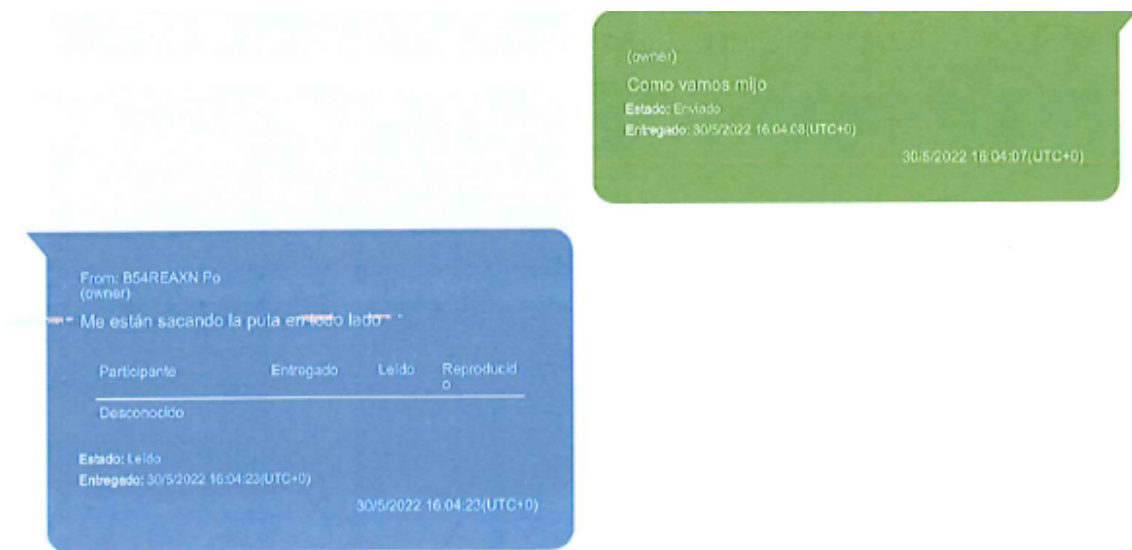 (owner)
Como vamos mijo
Estado: Enviado
Entregado: 30/5/2022 16:04:08(UTC+0)
30/5/2022 16:04:07(UTC+0)
From: B54REAXN Po
(owner)
Me están sacando la puta en todo lado
Participante Entregado Leído Reproducid
o
Desconocido
Estado: Leído
Entregado: 30/5/2022 16:04:23(UTC+0)
30/5/2022 16:04:23(UTC+0)